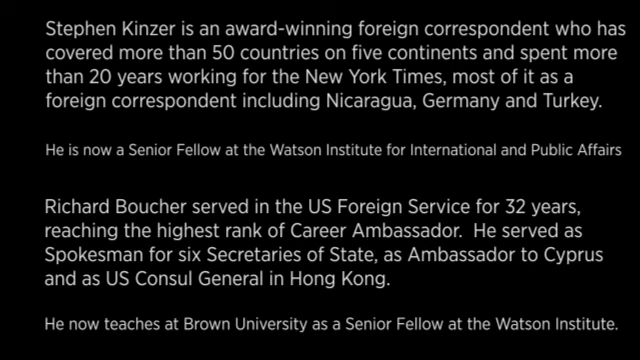 Stephen Kinzer is an award-winning foreign correspondent who has
covered more than 50 countries on five continents and spent more
than 20 years working for the New York Times, most of it as a
foreign correspondent including Nicaragua, Germany and Turkey.
He is now a Senior Fellow at the Watson Institute for International and Public Affairs
Richard Boucher served in the US Foreign Service for 32 years,
reaching the highest rank of Career Ambassador. He served as
Spokesman for six Secretaries of State, as Ambassador to Cyprus
and as US Consul General in Hong Kong.
He now teaches at Brown University as a Senior Fellow at the Watson Institute.